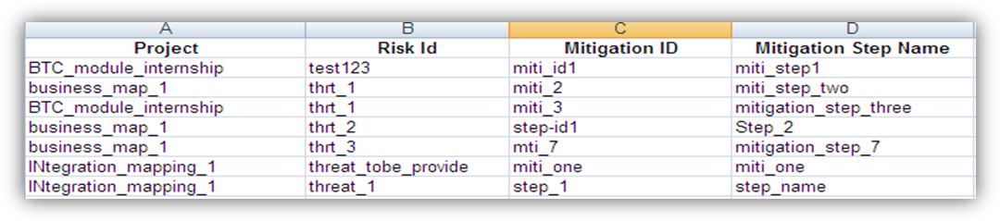 A B C D
Project Risk Id Mitigation ID Mitigation Step Name
BTC_module_internship test123 miti_id1 miti_step1
business_map_1 thrt_1 miti_2 miti_step_two
BTC_module_internship thrt_1 miti_3 mitigation_step_three
business_map_1 thrt_2 step-id1 Step_2
business_map_1 thrt_3 mti_7 mitigation_step_7
INtegration_mapping_1 threat_tobe_provide miti_one miti_one
INtegration_mapping_1 threat_1 step_1 step_name